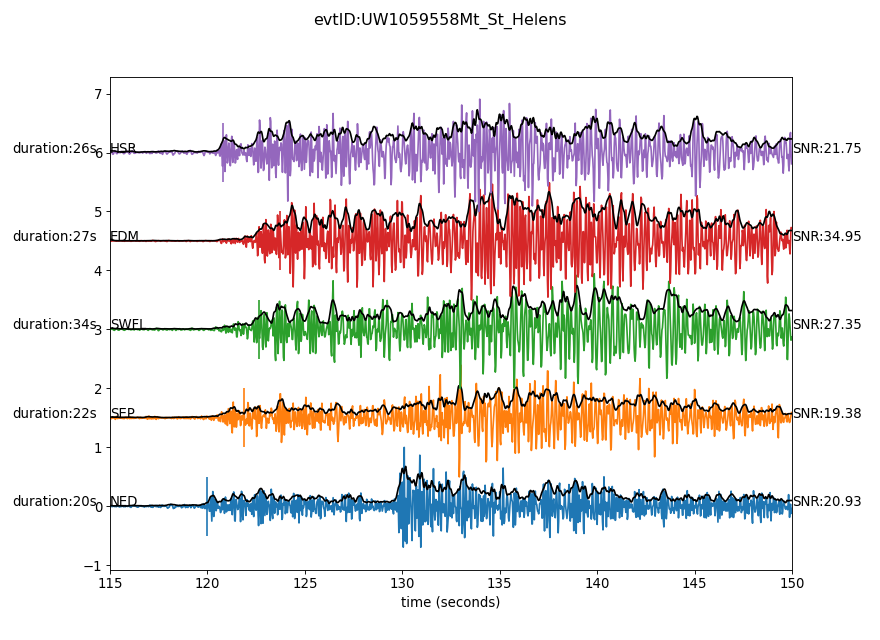 evtID:UW1059558Mt_St_Helens
7
duration:26s HSR 6 SNR:21.75
5
duration:27s EDM SNR:34.95
4
duration:34s SWFL 3 SNR:27.35
2
duration:22s SEP SNR:19.38
1
duration:20s NED 0 SNR:20.93
−1
115 120 125 130 135 140 145 150
time (seconds)